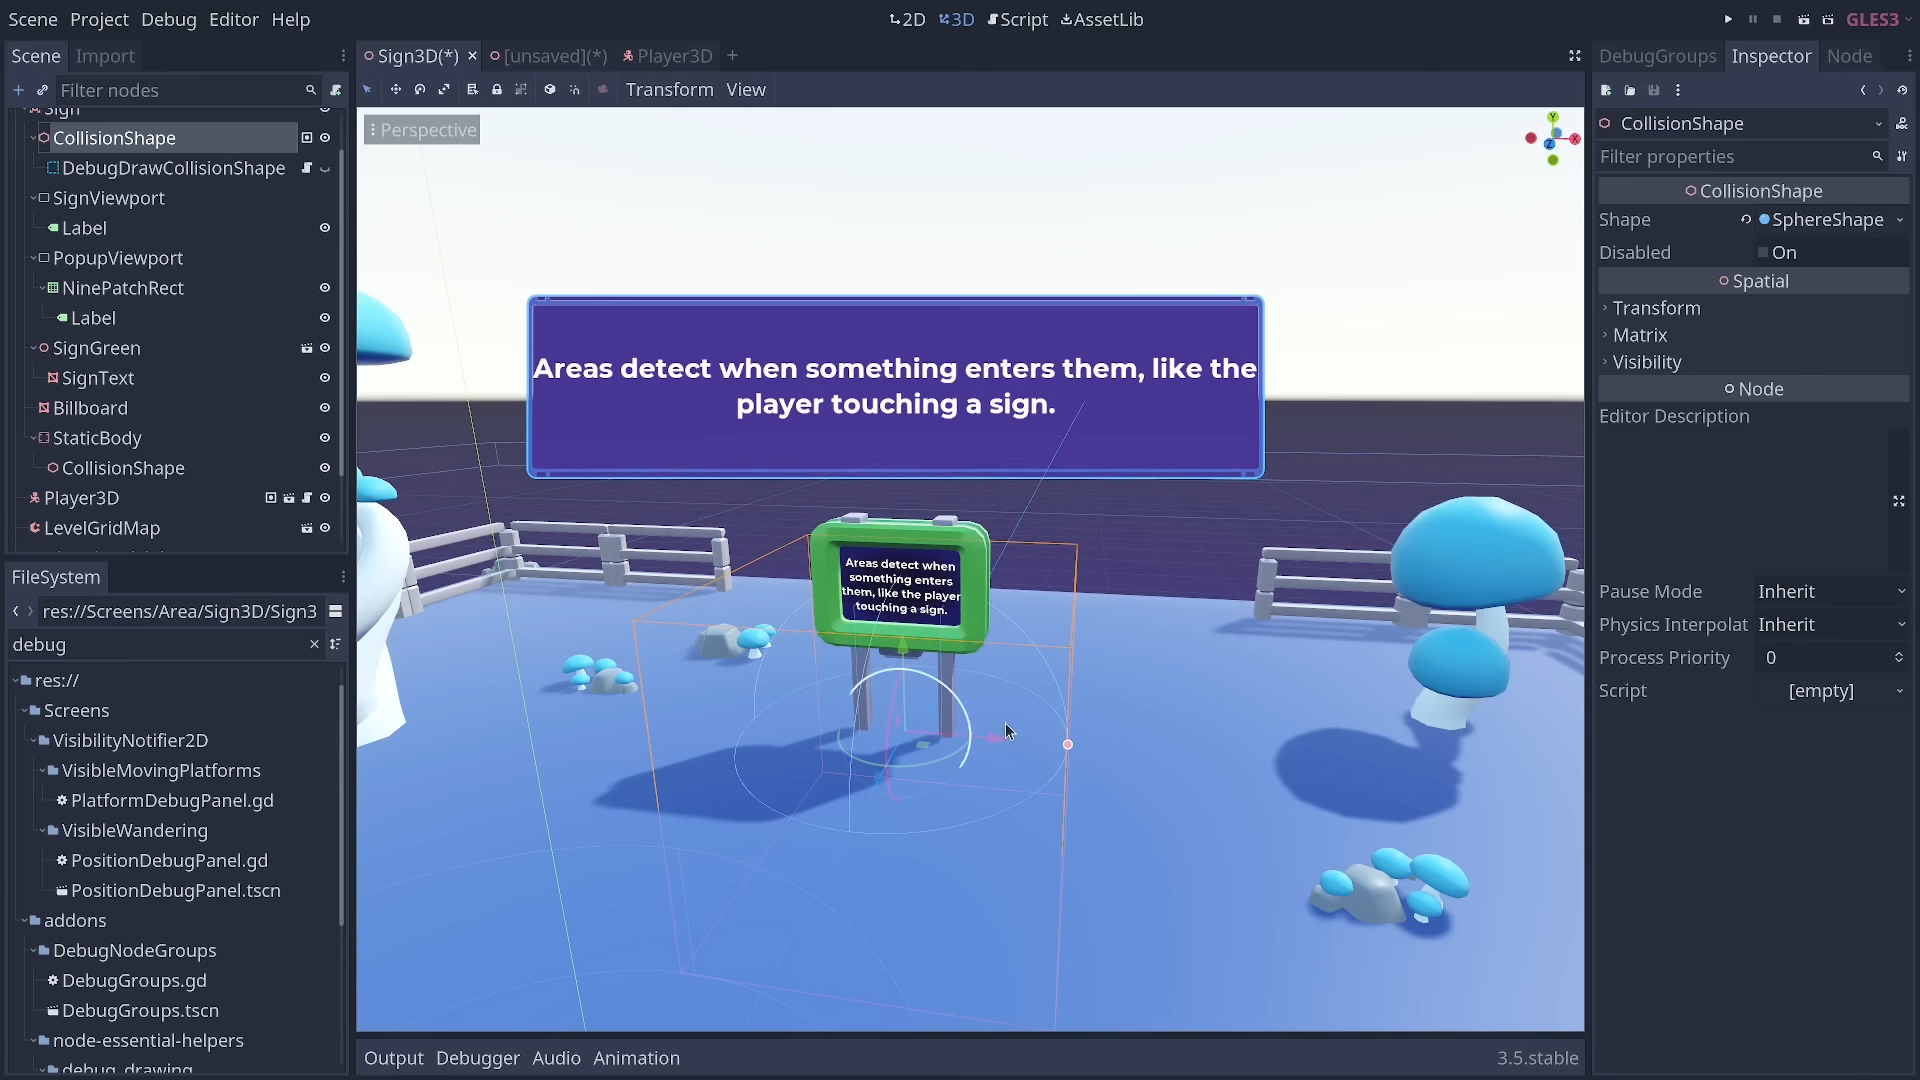 Scene Project Debug Editor Help
2D 3D Script AssetLib
GLES3
Scene Import
Filter nodes
Sign
CollisionShape
DebugDrawCollisionShape
SignViewport
Label
PopupViewport
NinePatchRect
Label
SignGreen
SignText
Billboard
StaticBody
CollisionShape
Player3D
LevelGridMap
FileSystem
res://Screens/Area/Sign3D/Sign3
debug
res://
Screens
VisibilityNotifier2D
VisibleMovingPlatforms
PlatformDebugPanel.gd
VisibleWandering
PositionDebugPanel.gd
PositionDebugPanel.tscn
addons
DebugNodeGroups
DebugGroups.gd
DebugGroups.tscn
node-essential-helpers
debug_drawing
Sign3D(*) [unsaved](*) Player3D
Transform View
Perspective
Y
X
Z
Areas detect when something enters them, like the
player touching a sign.
Areas detect when
something enters
them, like the player
touching a sign.
Output Debugger Audio Animation
3.5.stable
DebugGroups Inspector Node
CollisionShape
Filter properties
CollisionShape
Shape SphereShape
Disabled On
Spatial
Transform
Matrix
Visibility
Node
Editor Description
Pause Mode Inherit
Physics Interpolat Inherit
Process Priority 0
Script [empty]